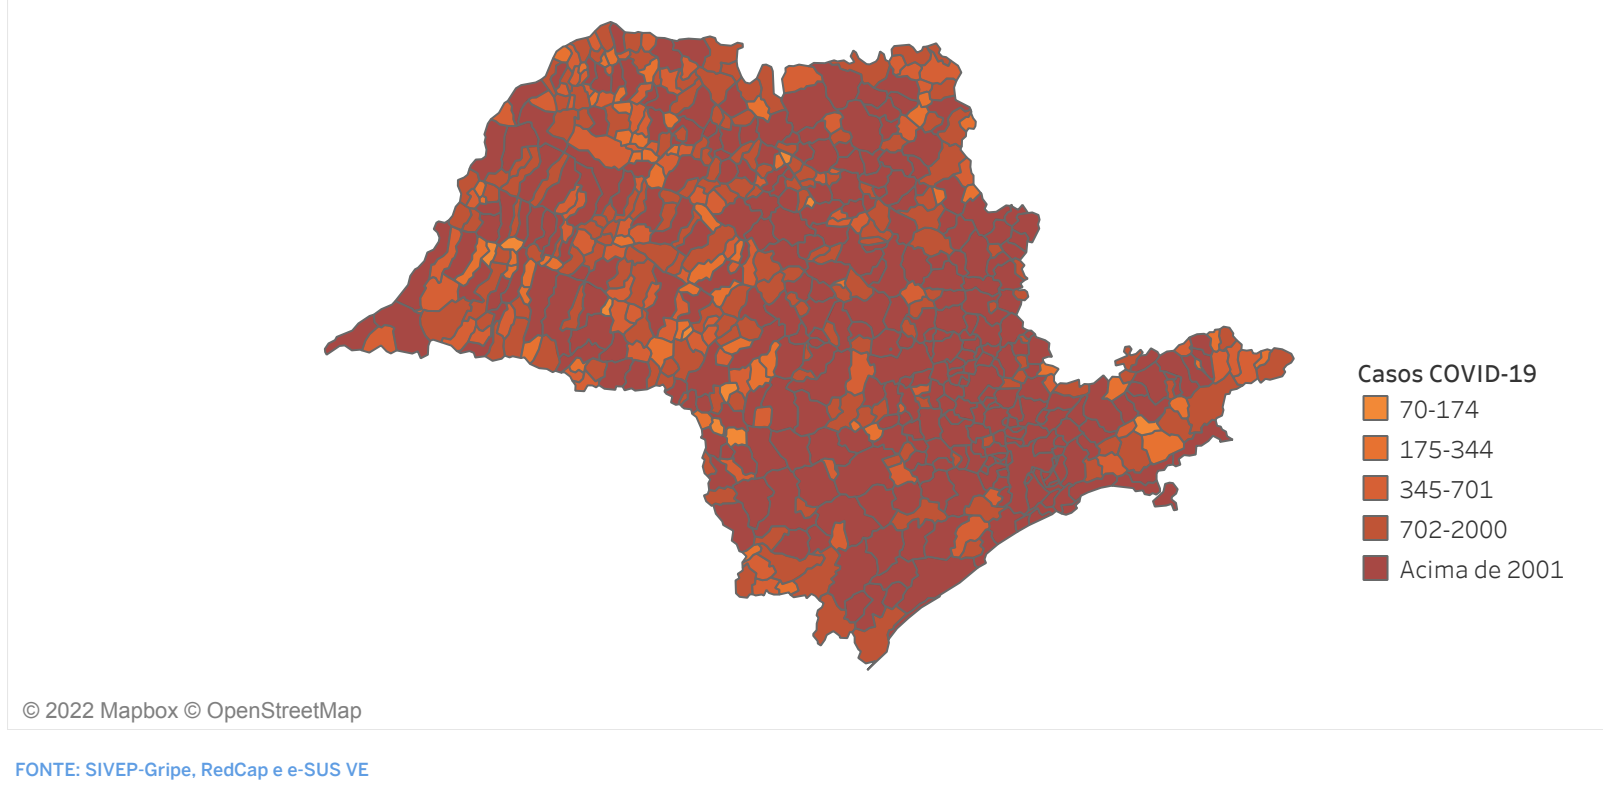 Casos COVID-19
70-174
175-344
345-701
702-2000
Acima de 2001
© 2022 Mapbox © OpenStreetMap
FONTE: SIVEP-Gripe, RedCap e e-SUS VE